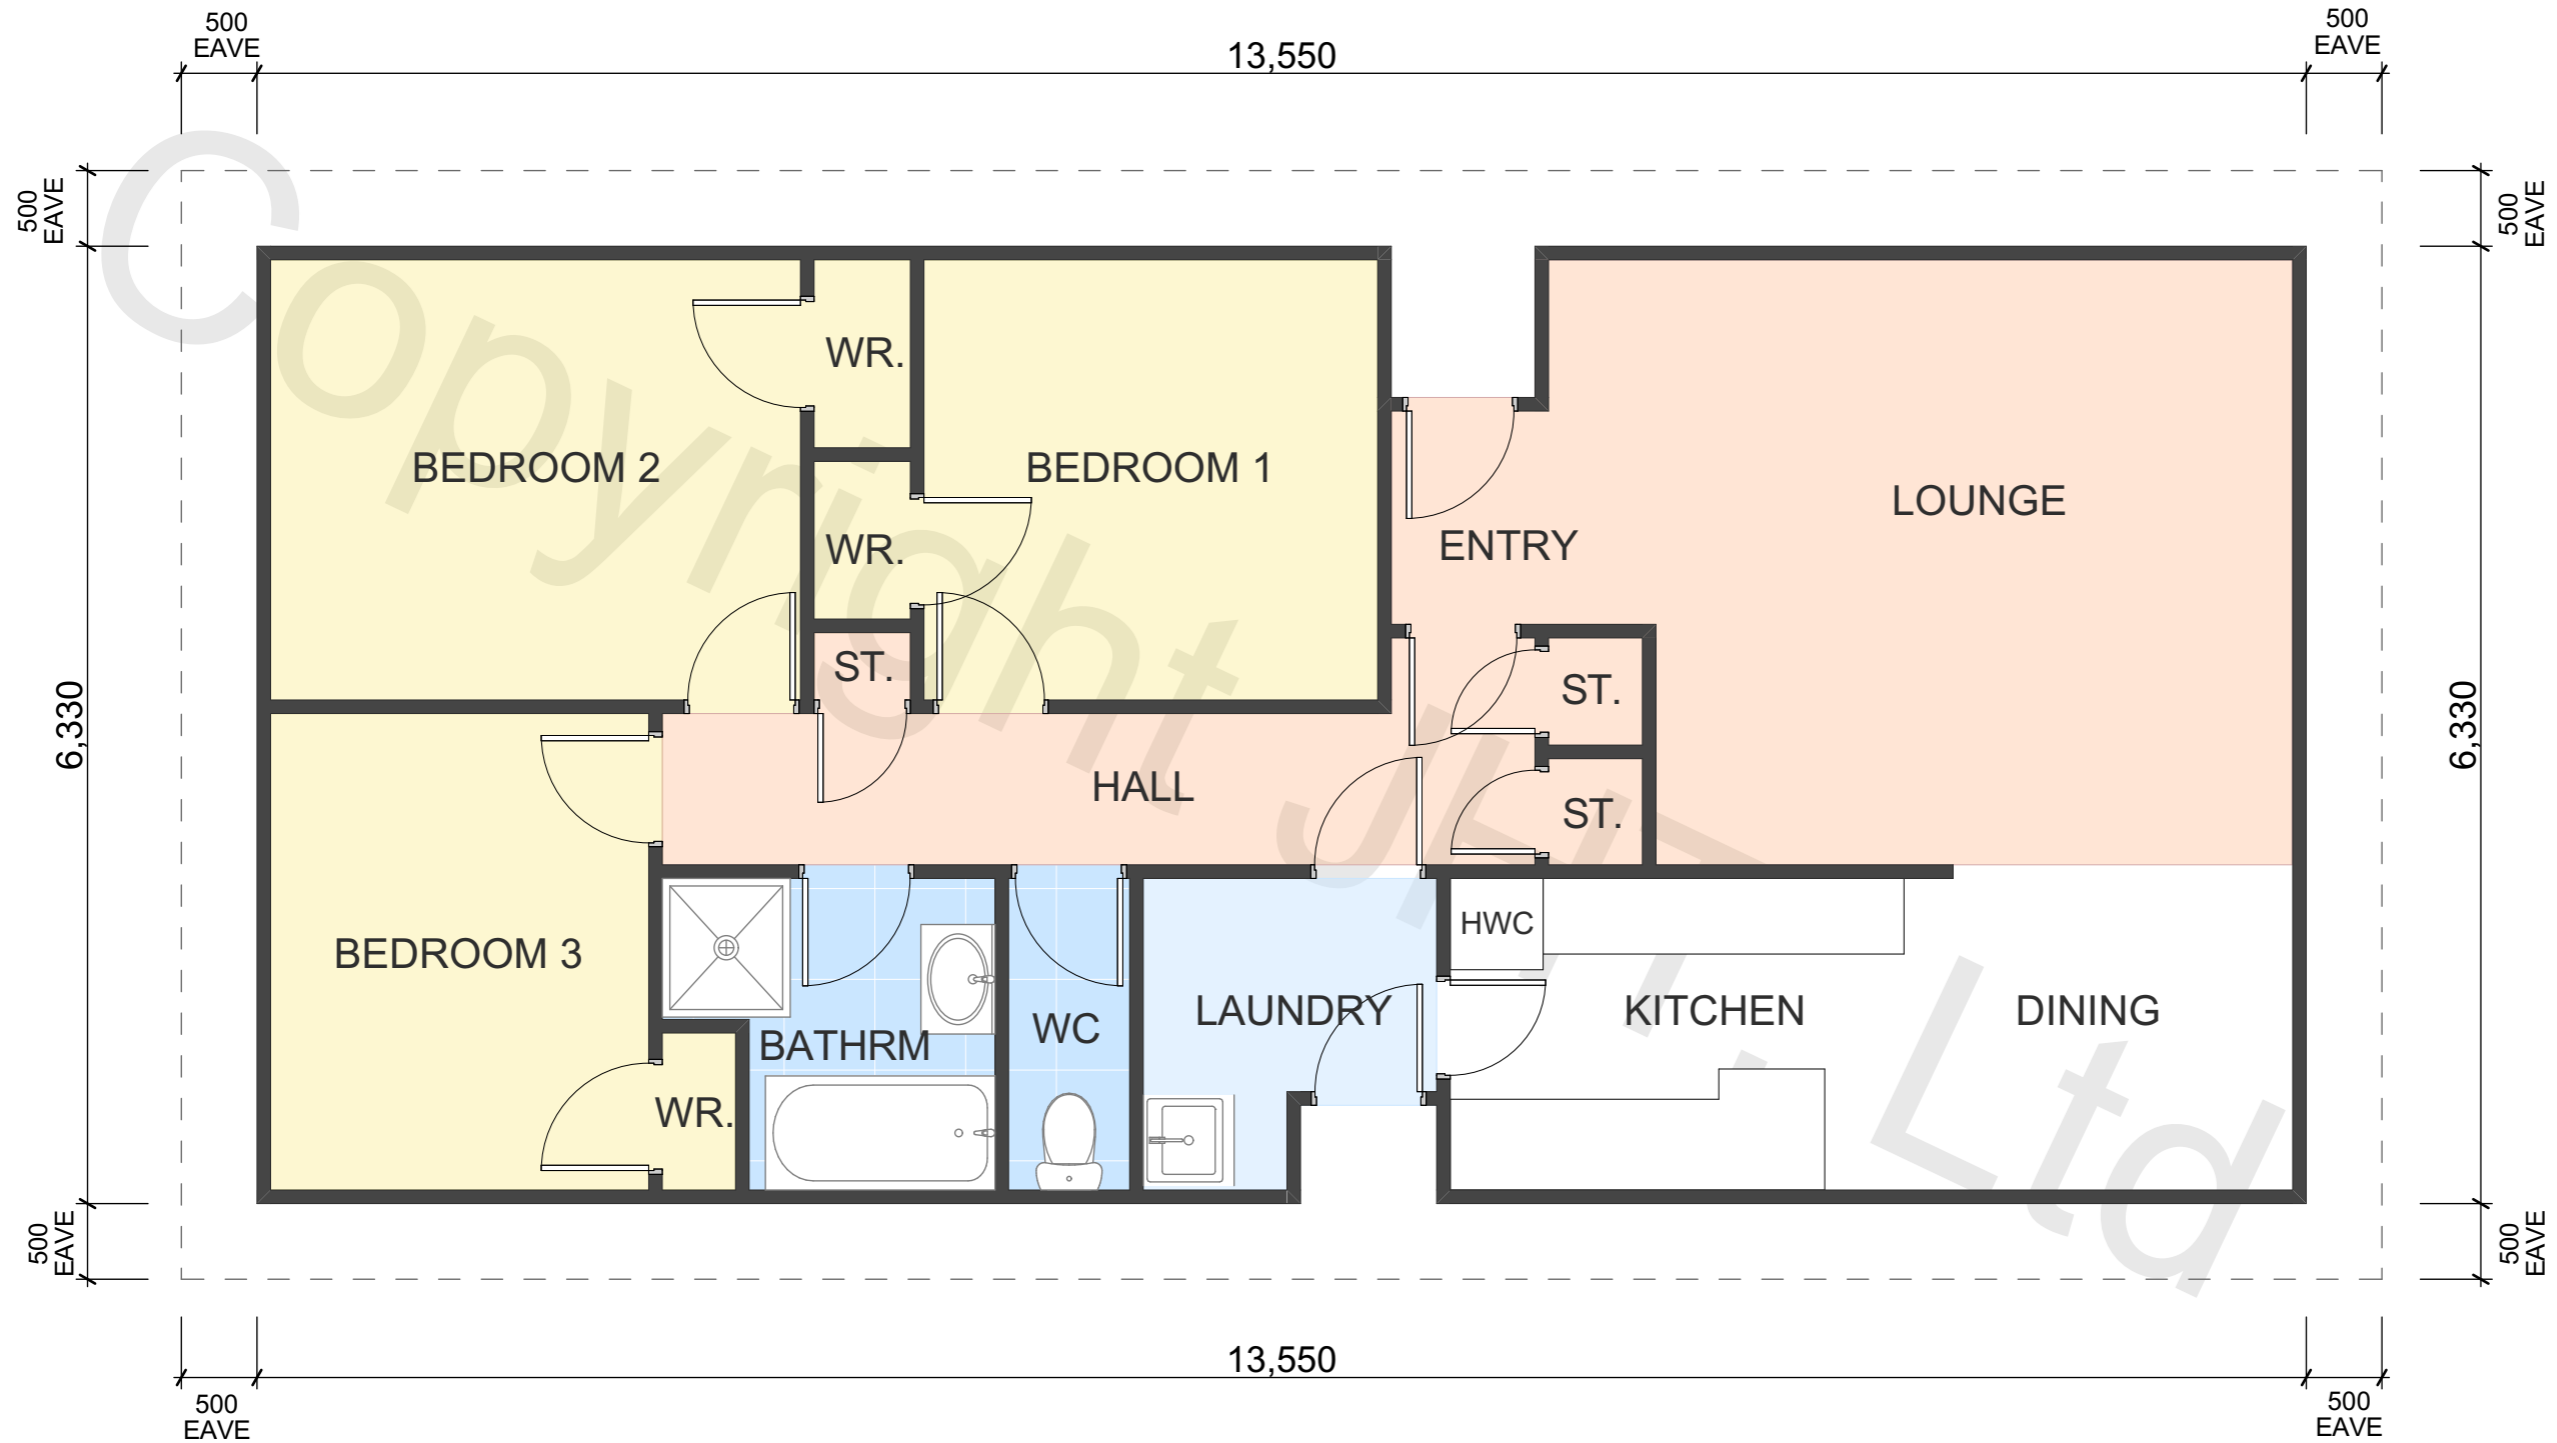 500
EAVE
13,550
500
EAVE
500
EAVE
500
EAVE
Copyright JHT. Ltd
WR.
BEDROOM 2
BEDROOM 1
LOUNGE
WR.
ENTRY
ST.
ST.
6,330
6,330
HALL
ST.
HWC
BEDROOM 3
LAUNDRY
KITCHEN
DINING
WC
BATHRM
WR.
500
EAVE
500
EAVE
13,550
500
EAVE
500
EAVE